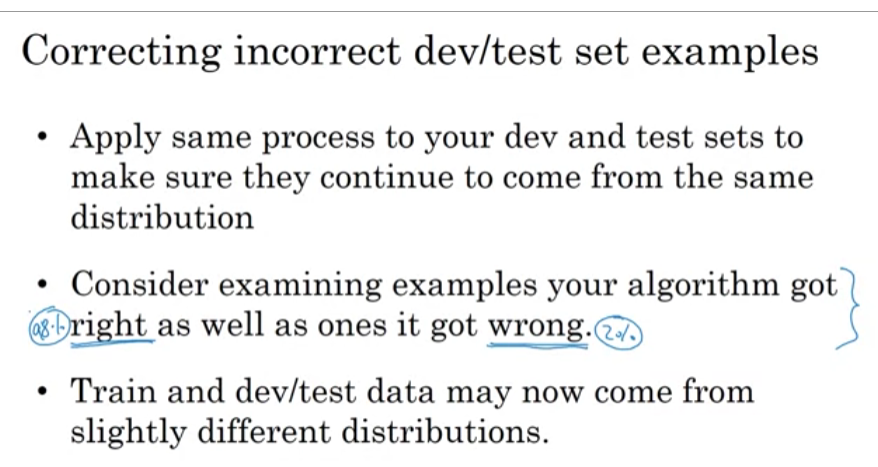 Correcting incorrect dev/test set examples
• Apply same process to your dev and test sets to
make sure they continue to come from the same
distribution
• Consider examining examples your algorithm got
98% right as well as ones it got wrong. 2%
• Train and dev/test data may now come from
slightly different distributions.